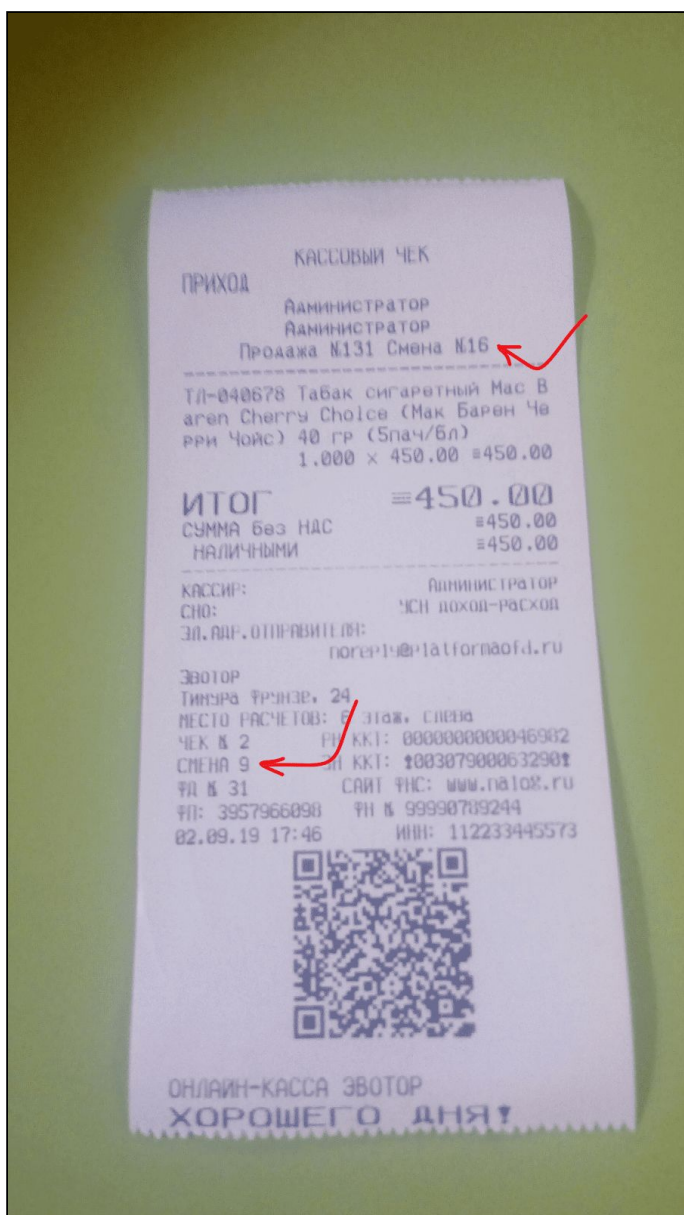 КАССОВЫЙ ЧЕК
ПРИХОД
Администратор
Администратор
Продажа №131 Смена №16
ТЛ-040678 Табак сигаретный Mac B
aren Cherry Choice (Мак Барен Че
рри Чойс) 40 гр (5пач/бл)
1.000 × 450.00 ≡450.00
ИТОГ ≡450.00
СУММА без НДС ≡450.00
НАЛИЧНЫМИ ≡450.00
КАССИР: Администратор
СНО: УСН доход-расход
ЭЛ.АДР.ОТПРАВИТЕЛЯ:
noreply@platformaofd.ru
ЭВОТОР
Тимура Фрунзе, 24
МЕСТО РАСЧЕТОВ: 6 этаж, слева
ЧЕК № 2 РН ККТ: 0000000000046982
СМЕНА 9 ЗН ККТ: 00307900063290
ФД № 31 САЙТ ФНС: www.nalog.ru
ФП: 3957966098 ФН № 99990789244
02.09.19 17:46 ИНН: 112233445573
ОНЛАЙН-КАССА ЭВОТОР
ХОРОШЕГО ДНЯ!